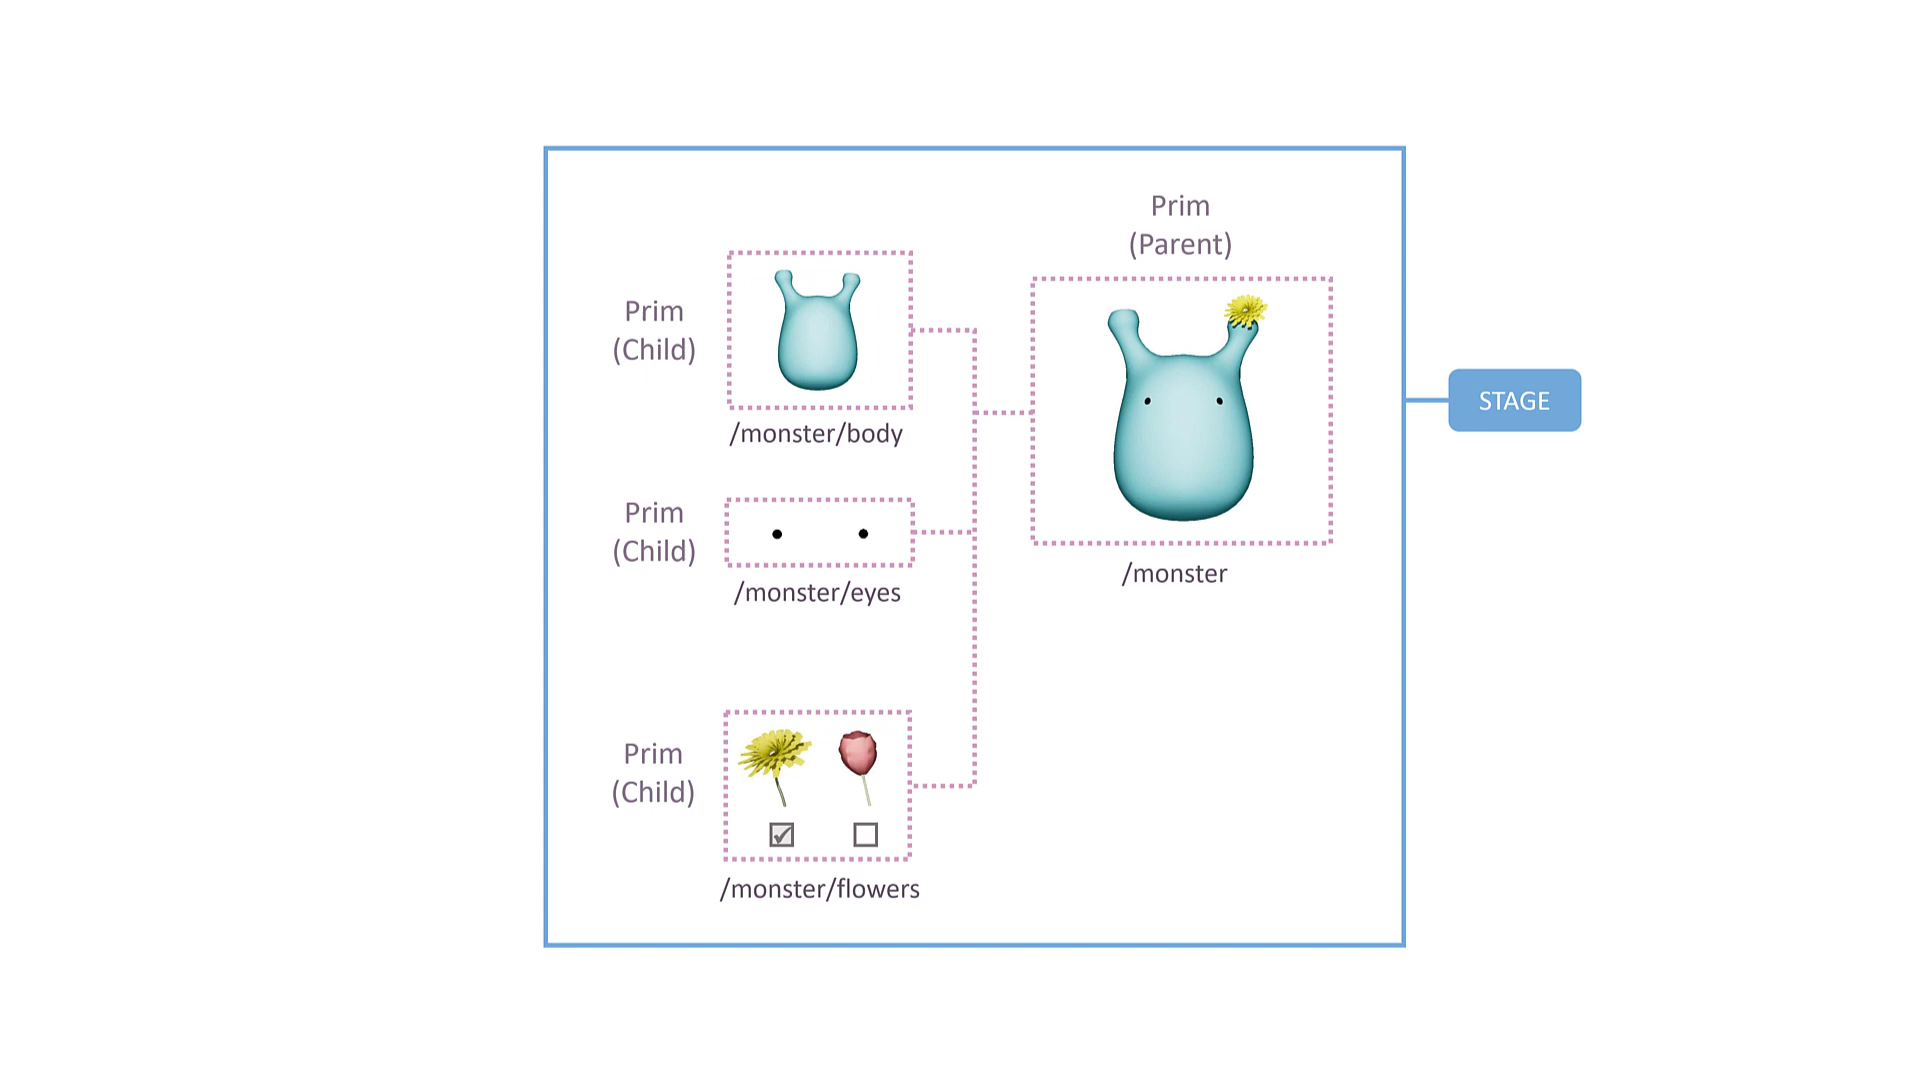 Prim
(Parent)
Prim
(Child)
/monster/body
STAGE
Prim
(Child)
/monster/eyes
/monster
Prim
(Child)
/monster/flowers